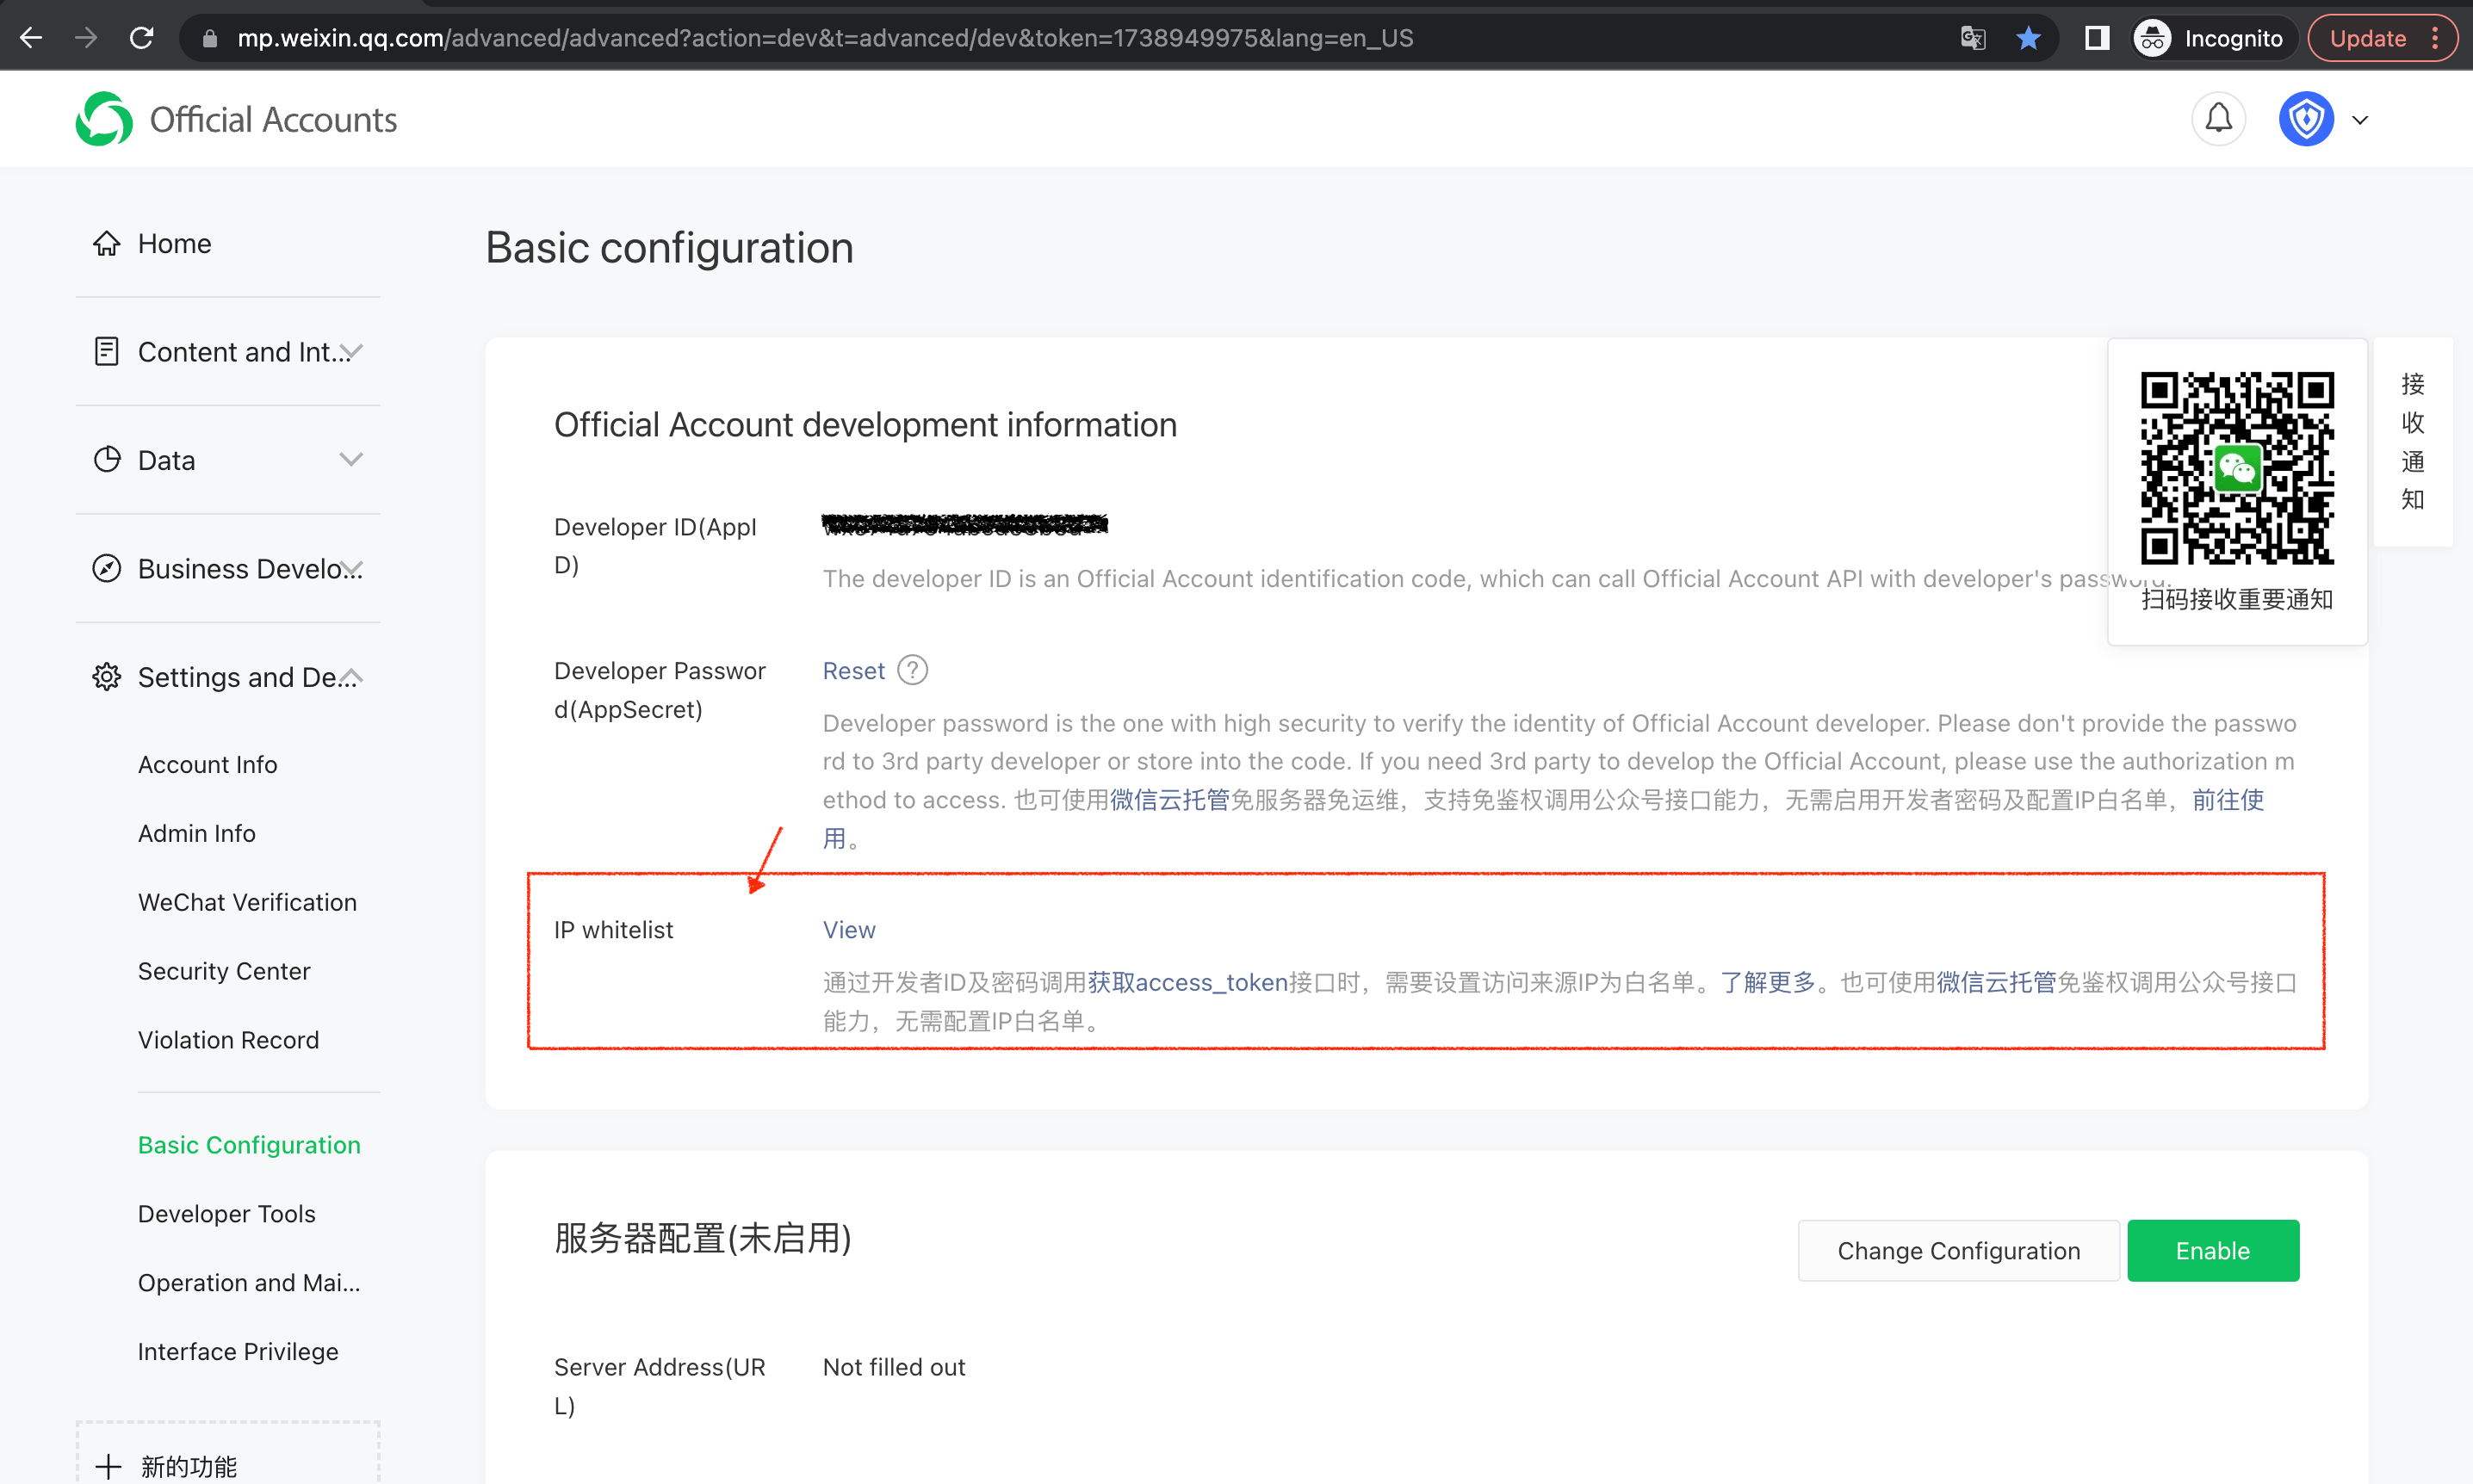 mp.weixin.qq.com/advanced/advanced?action=dev&t=advanced/dev&token=1738949975&lang=en_US
Incognito
Update
Official Accounts
Home
Content and Int...
Data
Business Develo...
Settings and De...
Account Info
Admin Info
WeChat Verification
Security Center
Violation Record
Basic Configuration
Developer Tools
Operation and Mai...
Interface Privilege
新的功能
Basic configuration
Official Account development information
Developer ID(AppI
D)
The developer ID is an Official Account identification code, which can call Official Account API with developer's password.
Developer Passwor
d(AppSecret)
Reset
Developer password is the one with high security to verify the identity of Official Account developer. Please don't provide the passwo
rd to 3rd party developer or store into the code. If you need 3rd party to develop the Official Account, please use the authorization m
ethod to access. 也可使用微信云托管免服务器免运维，支持免鉴权调用公众号接口能力，无需启用开发者密码及配置IP白名单，前往使
用。
IP whitelist
View
通过开发者ID及密码调用获取access_token接口时，需要设置访问来源IP为白名单。了解更多。也可使用微信云托管免鉴权调用公众号接口
能力，无需配置IP白名单。
服务器配置(未启用)
Change Configuration
Enable
Server Address(UR
L)
Not filled out
扫码接收重要通知
接
收
通
知